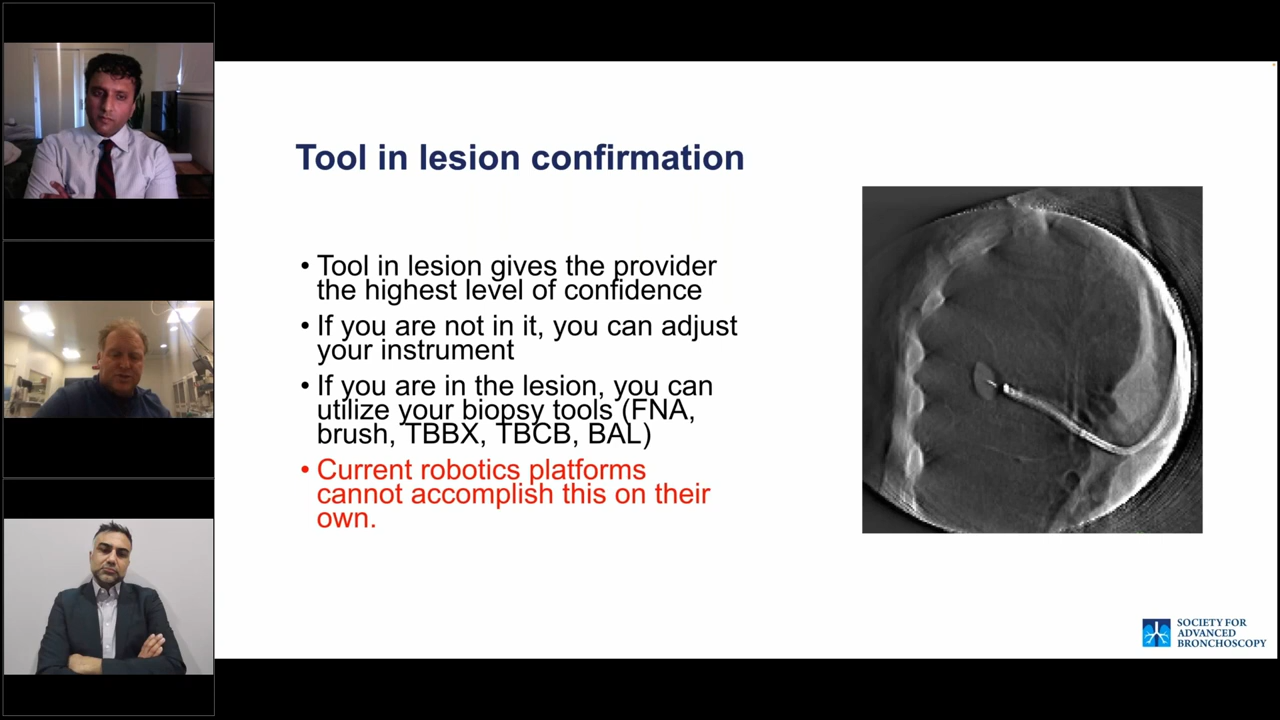 Tool in lesion confirmation
• Tool in lesion gives the provider
the highest level of confidence
• If you are not in it, you can adjust
your instrument
• If you are in the lesion, you can
utilize your biopsy tools (FNA,
brush, TBBX, TBCB, BAL)
• Current robotics platforms
cannot accomplish this on their
own.
SOCIETY FOR
ADVANCED
BRONCHOSCOPY